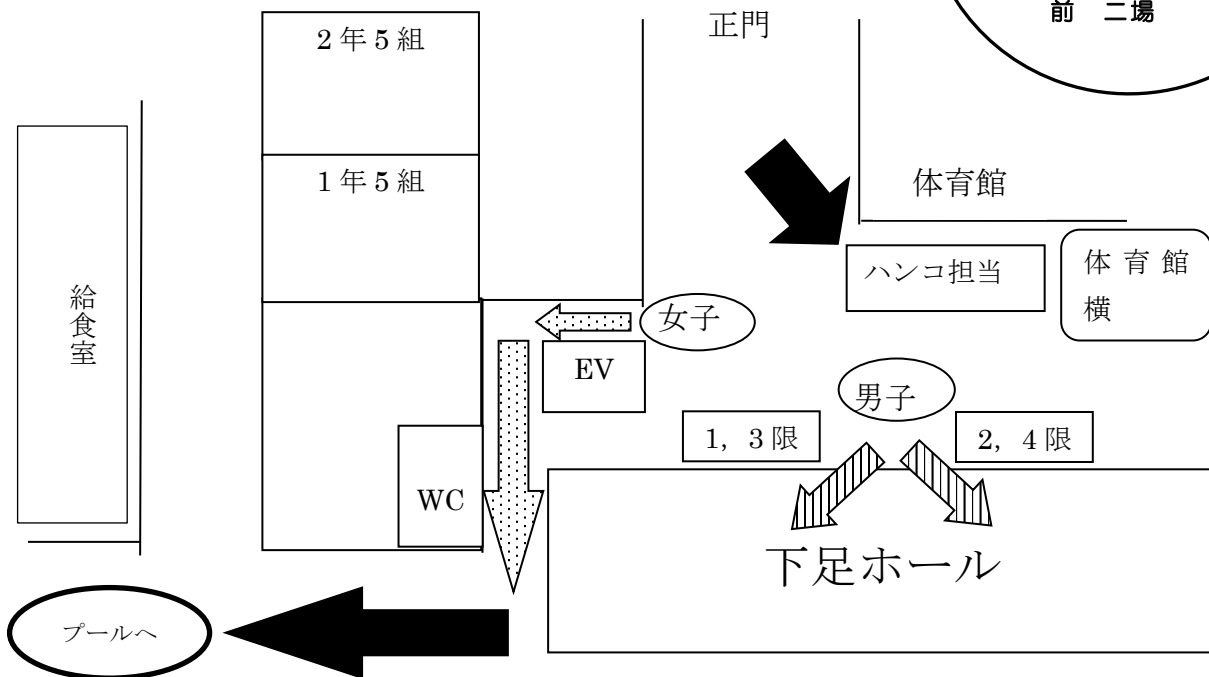 前　二場
正門
2年5組
1年5組
体育館
ハンコ担当
体 育 館
横
給食室
女子
EV
男子
1，3限
2，4限
WC
下足ホール
プールへ